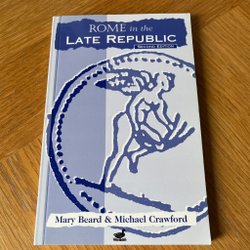 ROME in the
LATE REPUBLIC
SECOND EDITION
Mary Beard & Michael Crawford